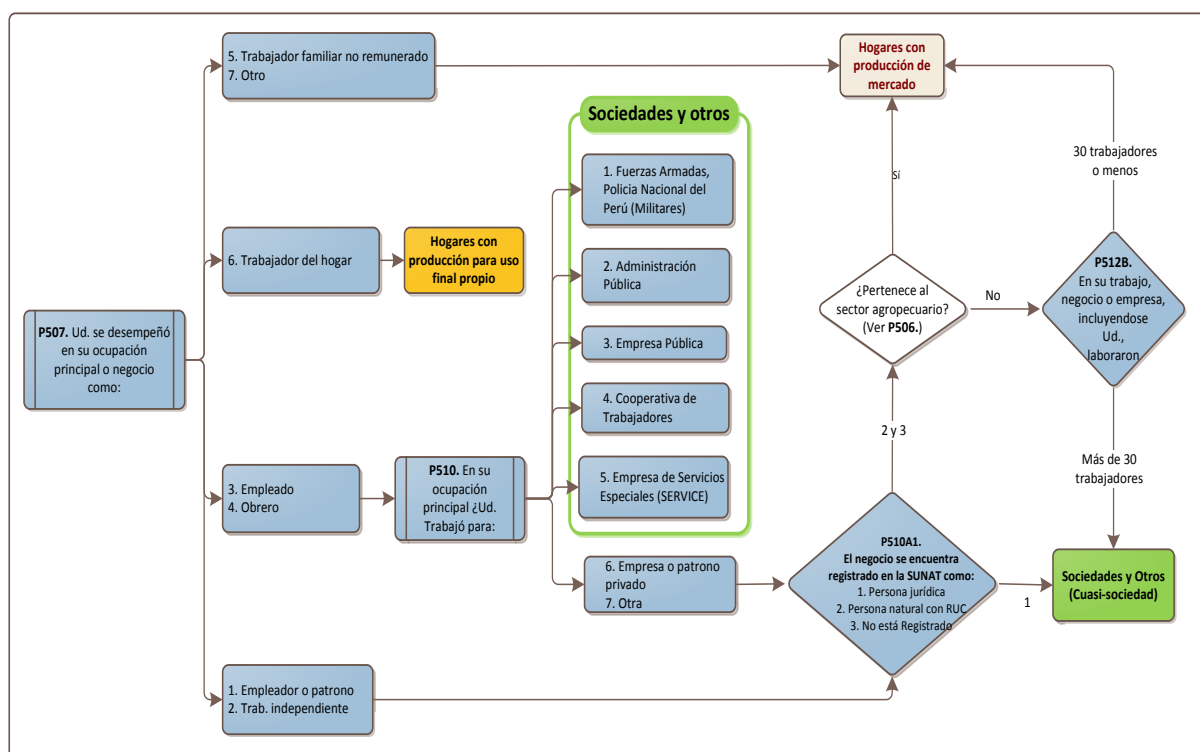 5. Trabajador familiar no remunerado
7. Otro
Hogares con
producción de
mercado
Sociedades y otros
1. Fuerzas Armadas,
Policia Nacional del
Perú (Militares)
30 trabajadores
o menos
Sí
6. Trabajador del hogar
Hogares con
producción para uso
final propio
2. Administración
Pública
¿Pertenece al
sector agropecuario?
(Ver P506.)
No
P512B.
En su trabajo,
negocio o empresa,
incluyendose
Ud.,
laboraron
P507. Ud. se desempeñó
en su ocupación
principal o negocio
como:
3. Empresa Pública
4. Cooperativa de
Trabajadores
2 y 3
3. Empleado
4. Obrero
P510. En su
ocupación
principal ¿Ud.
Trabajó para:
5. Empresa de Servicios
Especiales (SERVICE)
Más de 30
trabajadores
6. Empresa o patrono
privado
7. Otra
P510A1.
El negocio se encuentra
registrado en la SUNAT como:
1. Persona jurídica
2. Persona natural con RUC
3. No está Registrado
1
Sociedades y Otros
(Cuasi-sociedad)
1. Empleador o patrono
2. Trab. independiente